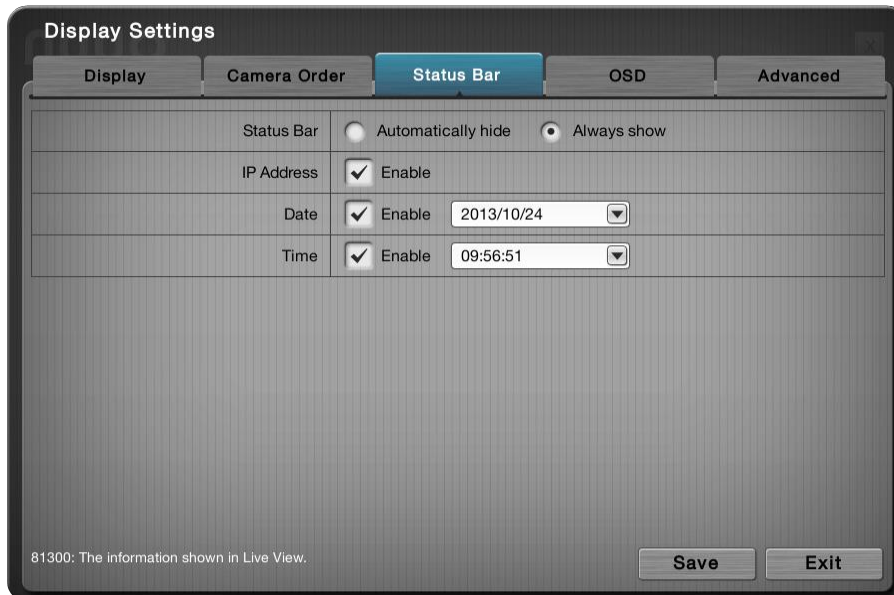 Display Settings
Display Camera Order Status Bar OSD Advanced
Status Bar Automatically hide Always show
IP Address Enable
Date Enable 2013/10/24
Time Enable 09:56:51
81300: The information shown in Live View.
Save Exit